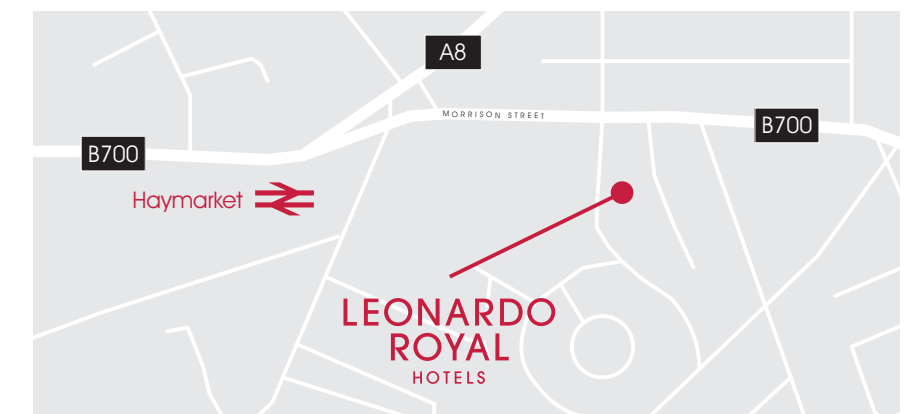 A8
MORRISON STREET
B700
B700
Haymarket
LEONARDO
ROYAL
HOTELS